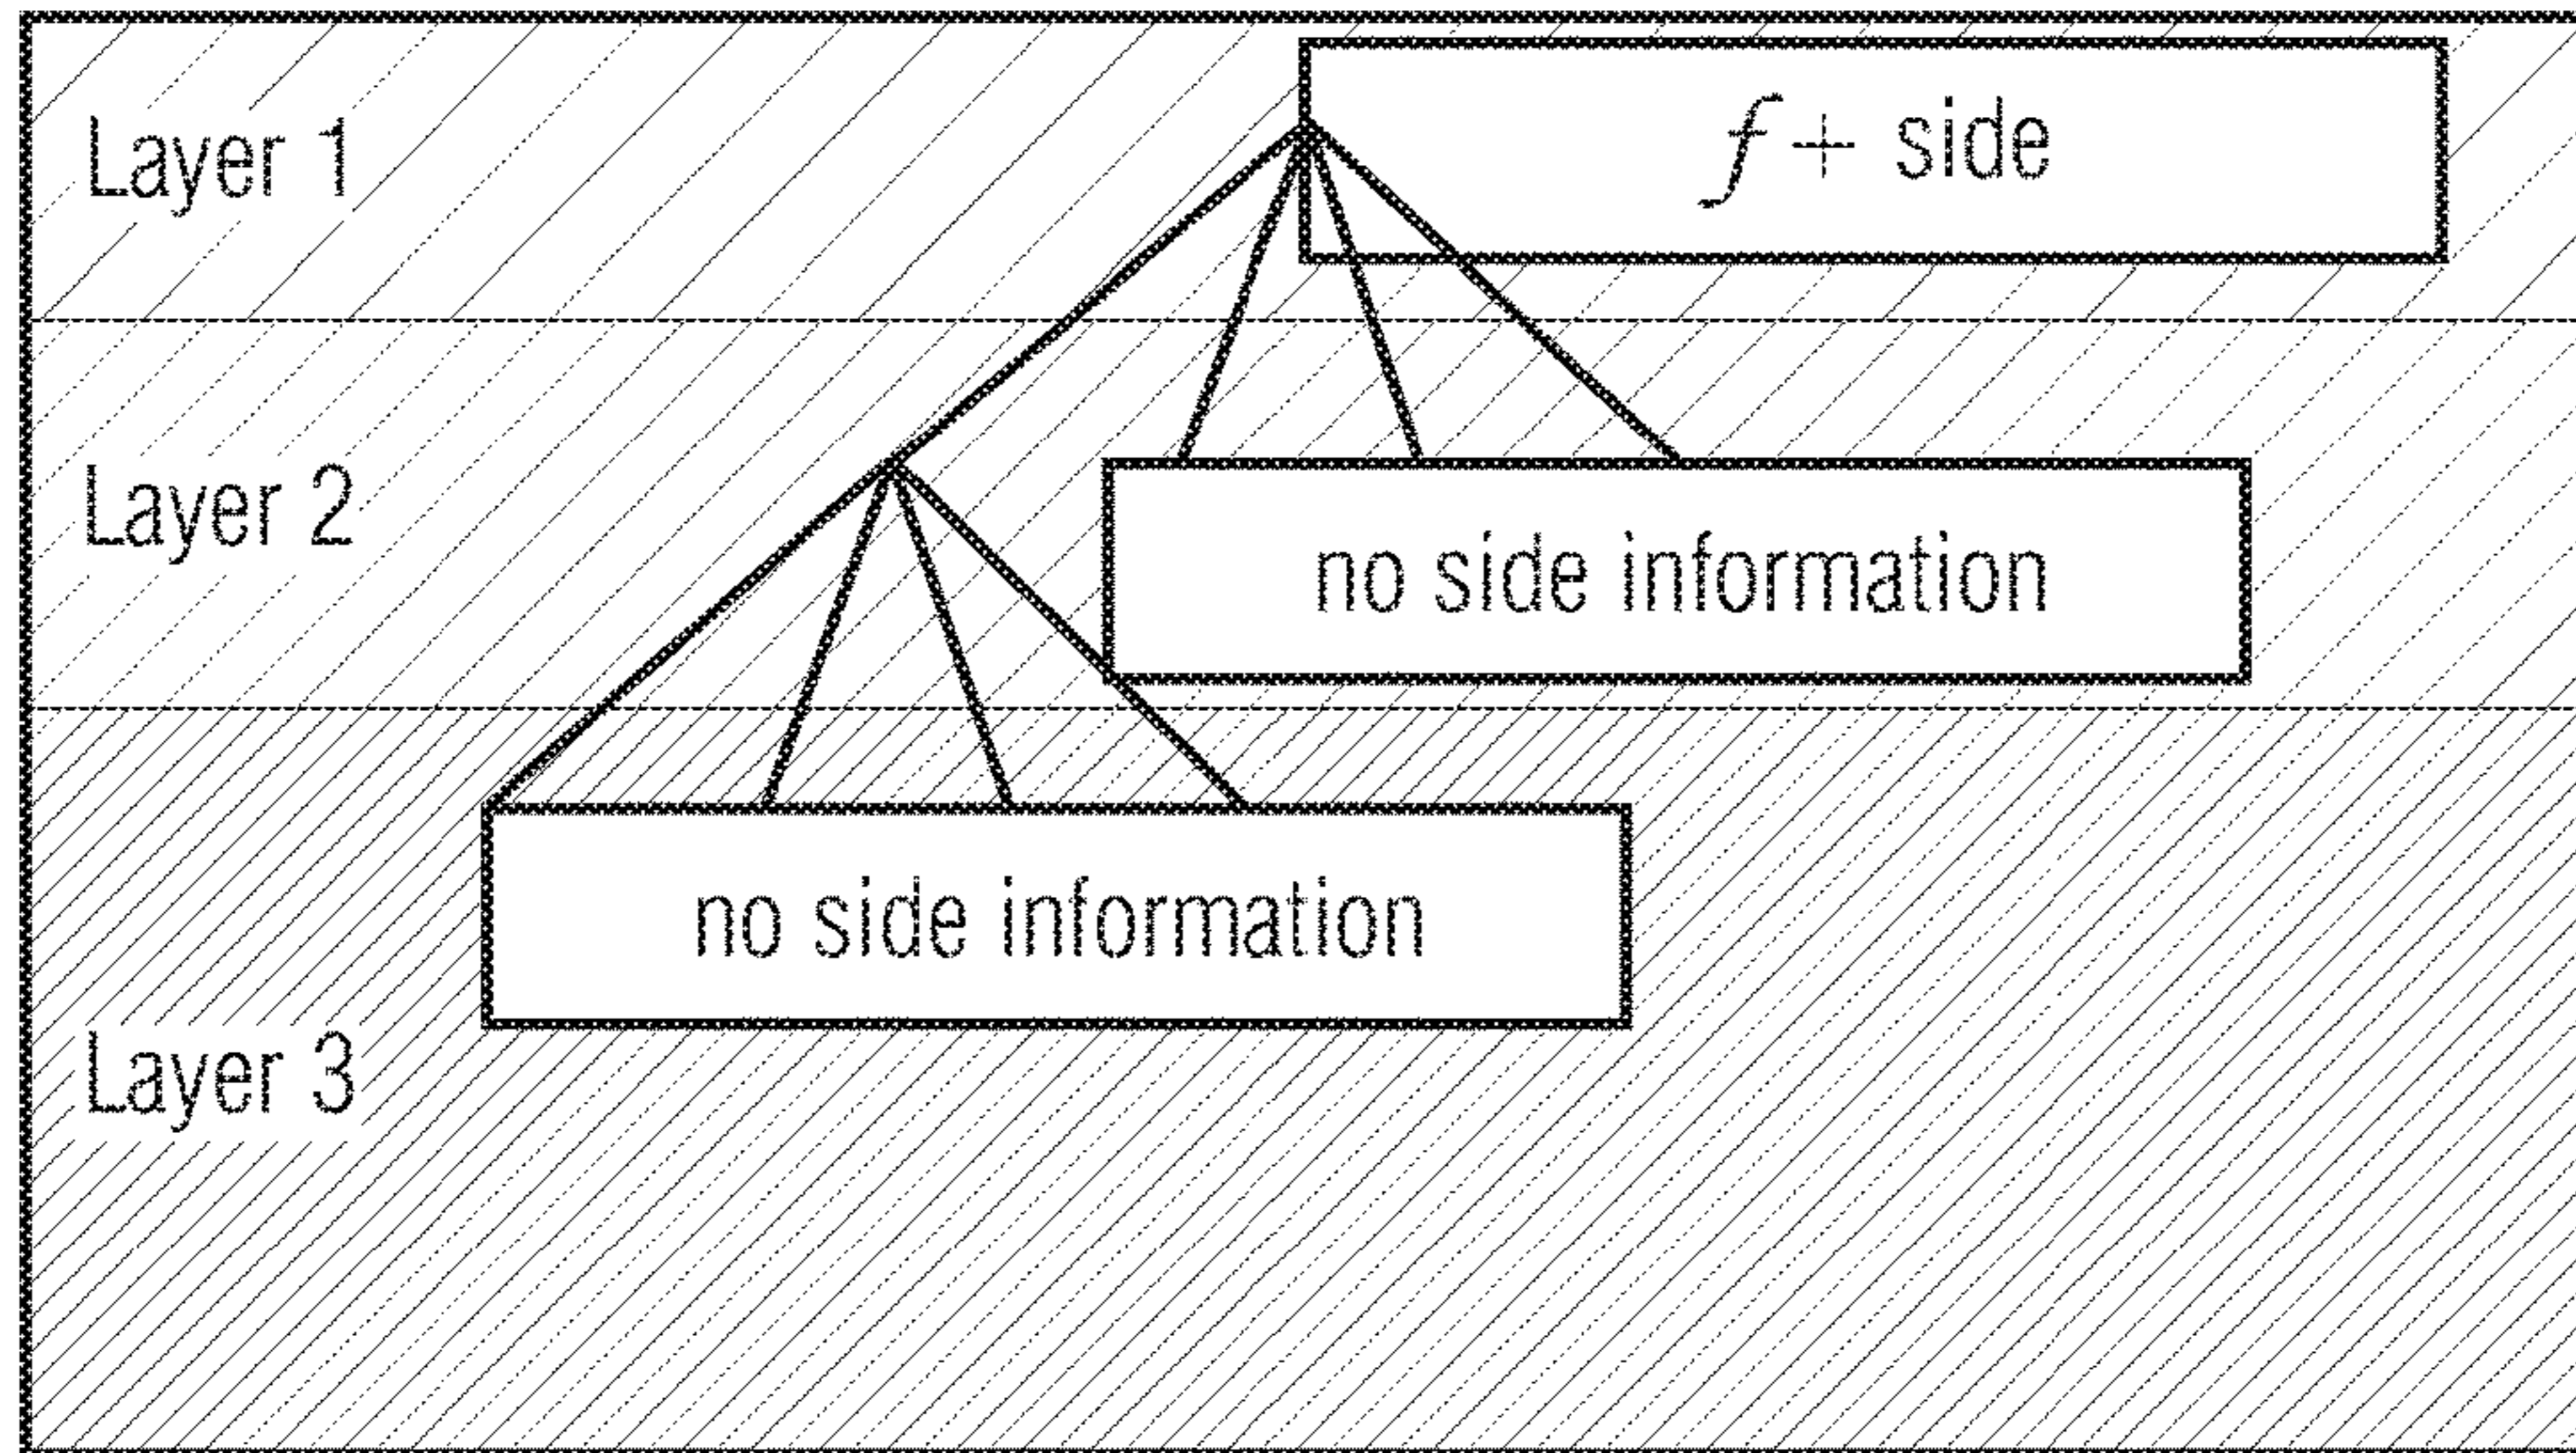 Layer 1
f + side
Layer 2
no side information
no side information
Layer 3